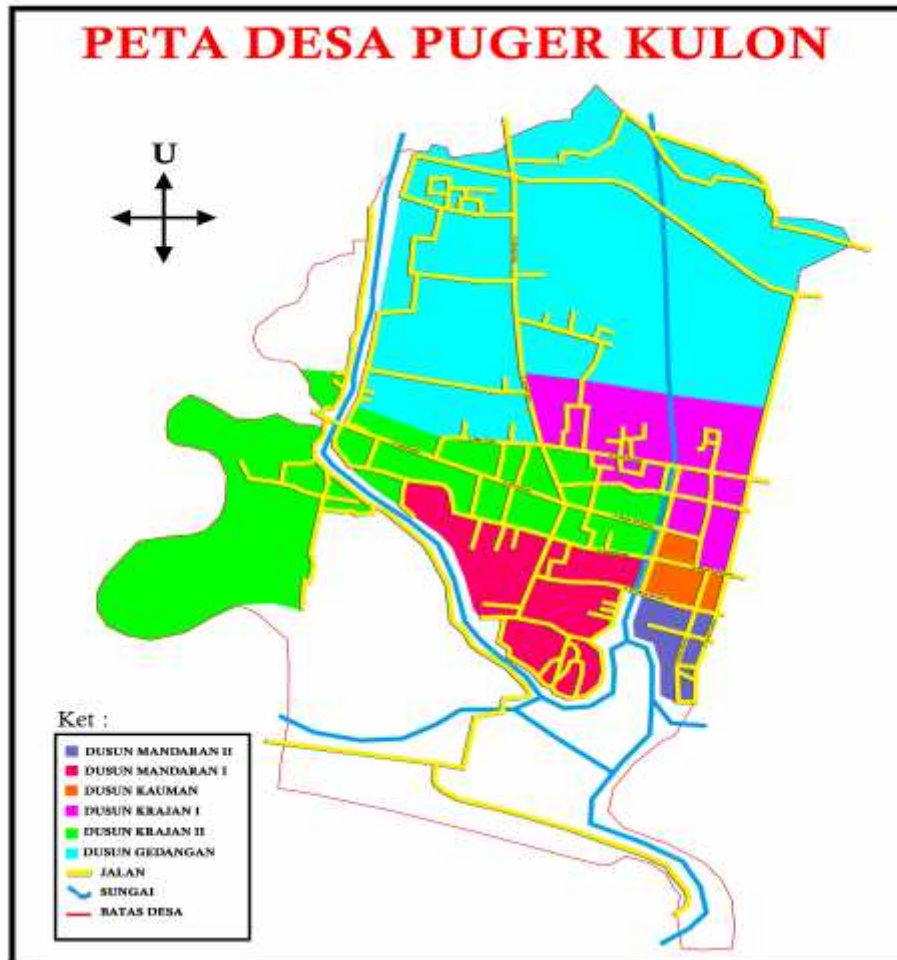 PETA DESA PUGER KULON
U
Ket :
DUSUN MANDARAN II
DUSUN MANDARAN I
DUSUN KAUMAN
DUSUN KRAJAN I
DUSUN KRAJAN II
DUSUN GEDANGAN
JALAN
SUNGAI
BATAS DESA